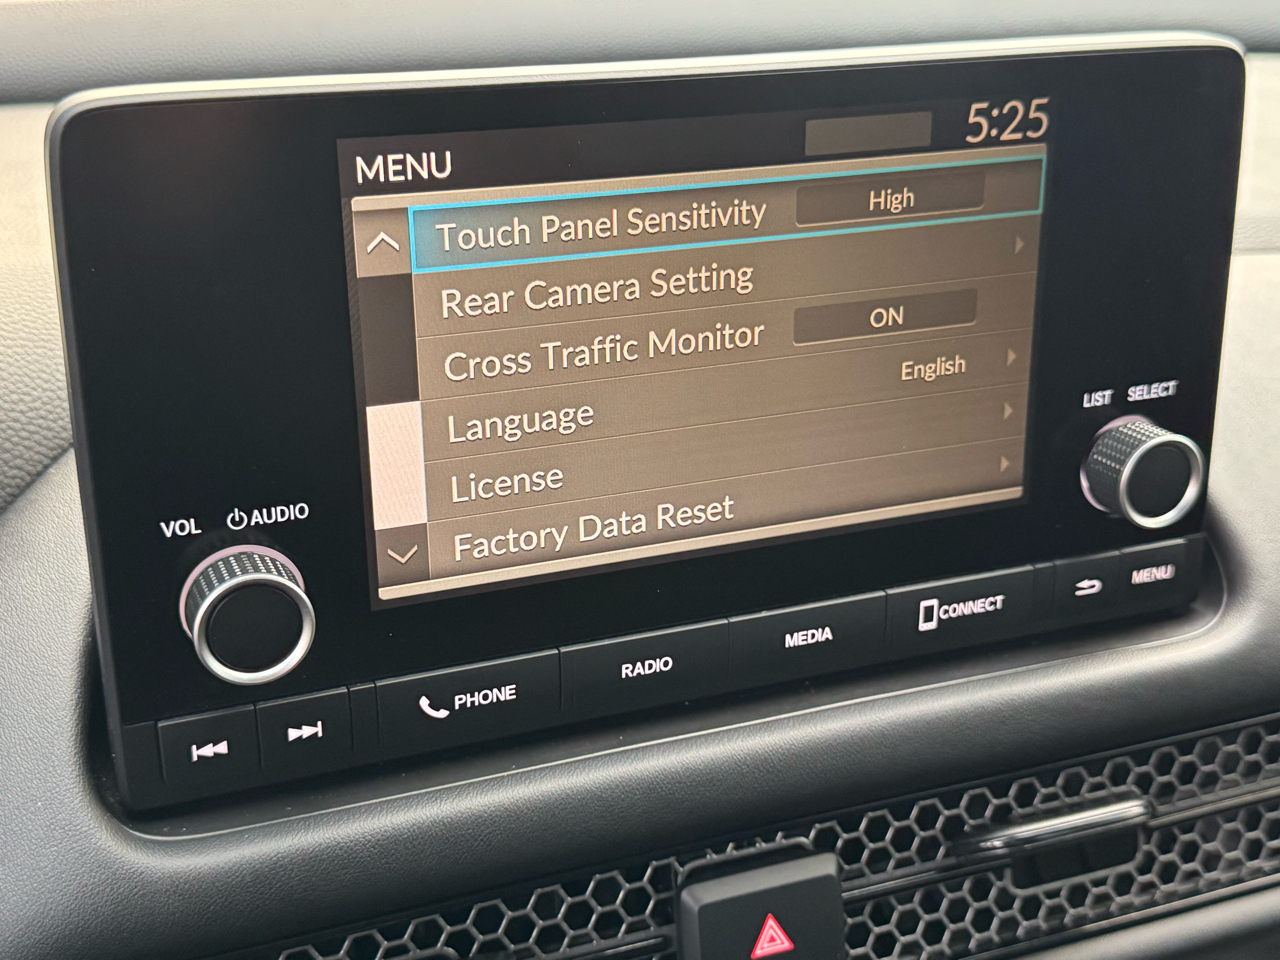 MENU
5:25
Touch Panel Sensitivity High
Rear Camera Setting
Cross Traffic Monitor ON
Language English
License
Factory Data Reset
LIST SELECT
VOL AUDIO
PHONE
RADIO
MEDIA
CONNECT
MENU